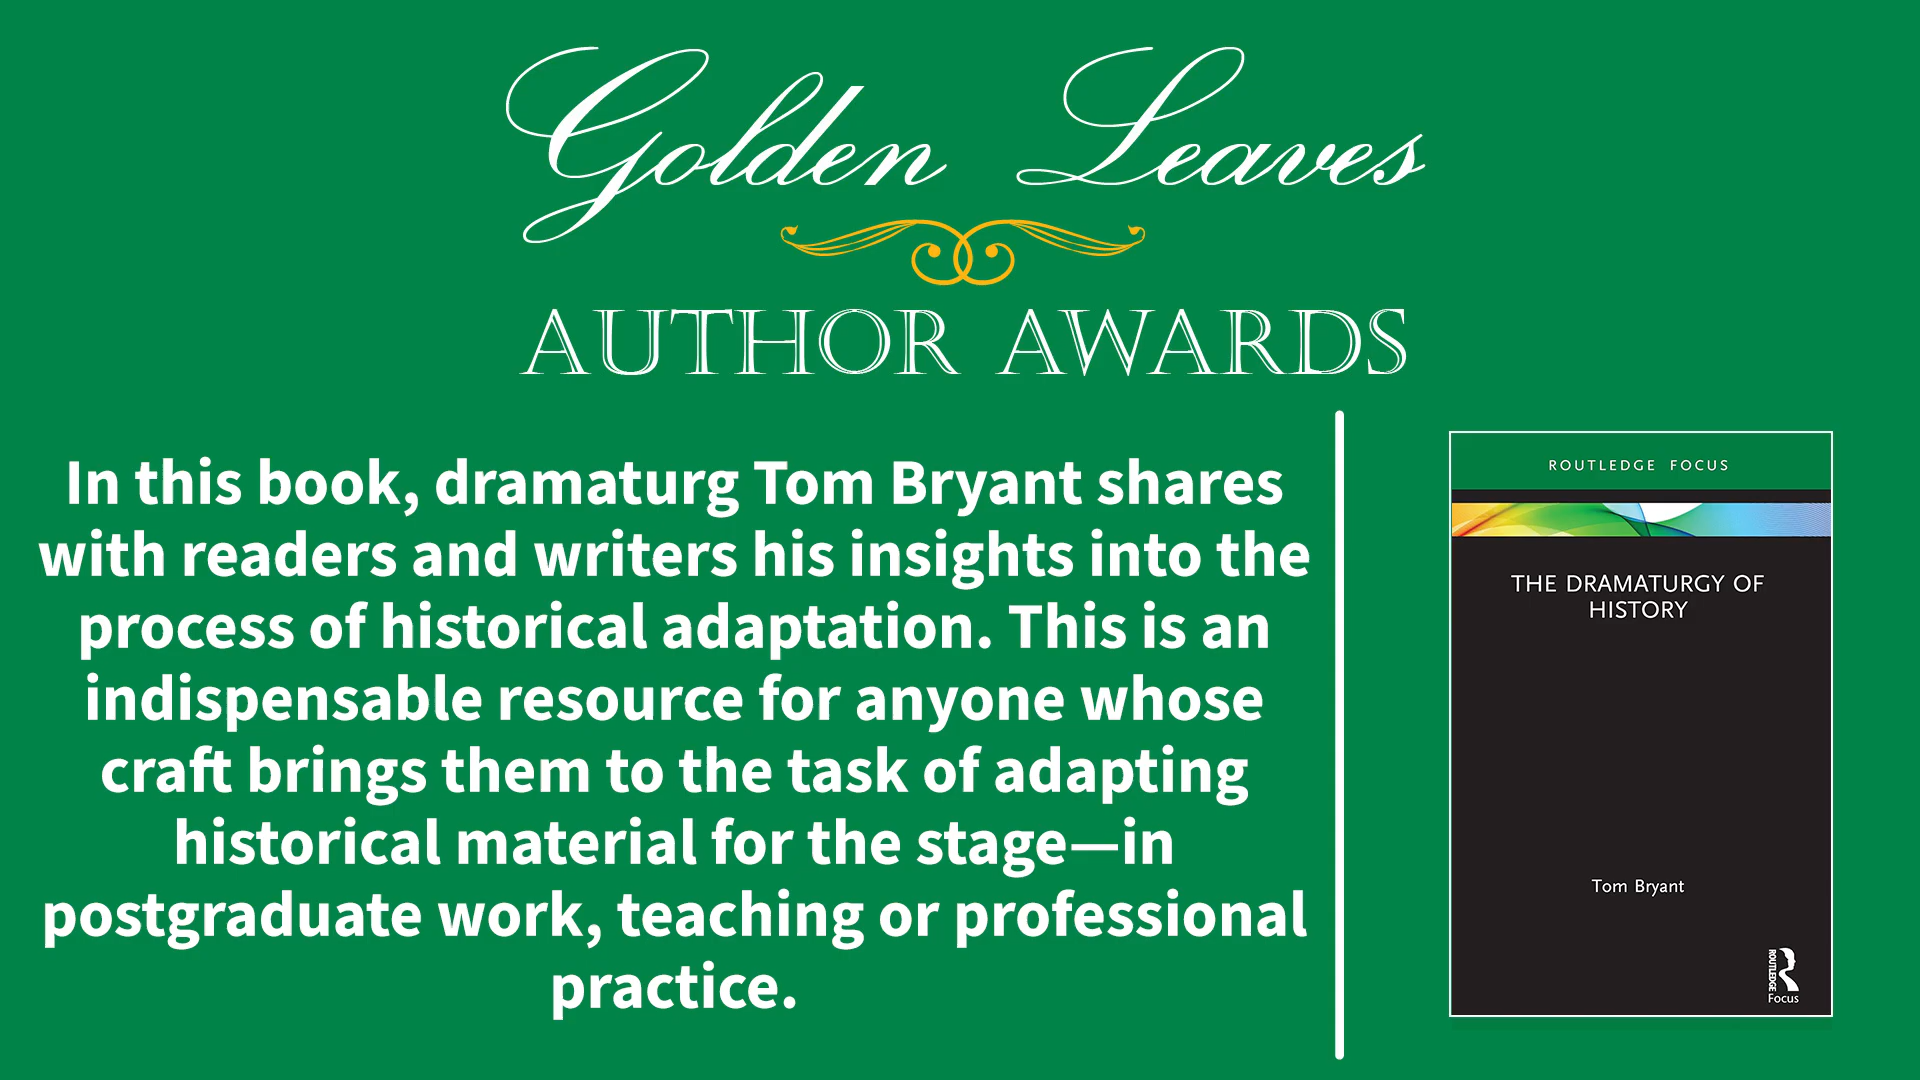 Golden Leaves
AUTHOR AWARDS
In this book, dramaturg Tom Bryant shares
with readers and writers his insights into the
process of historical adaptation. This is an
indispensable resource for anyone whose
craft brings them to the task of adapting
historical material for the stage—in
postgraduate work, teaching or professional
practice.
ROUTLEDGE FOCUS
THE DRAMATURGY OF
HISTORY
Tom Bryant
ROUTLEDGE
Focus